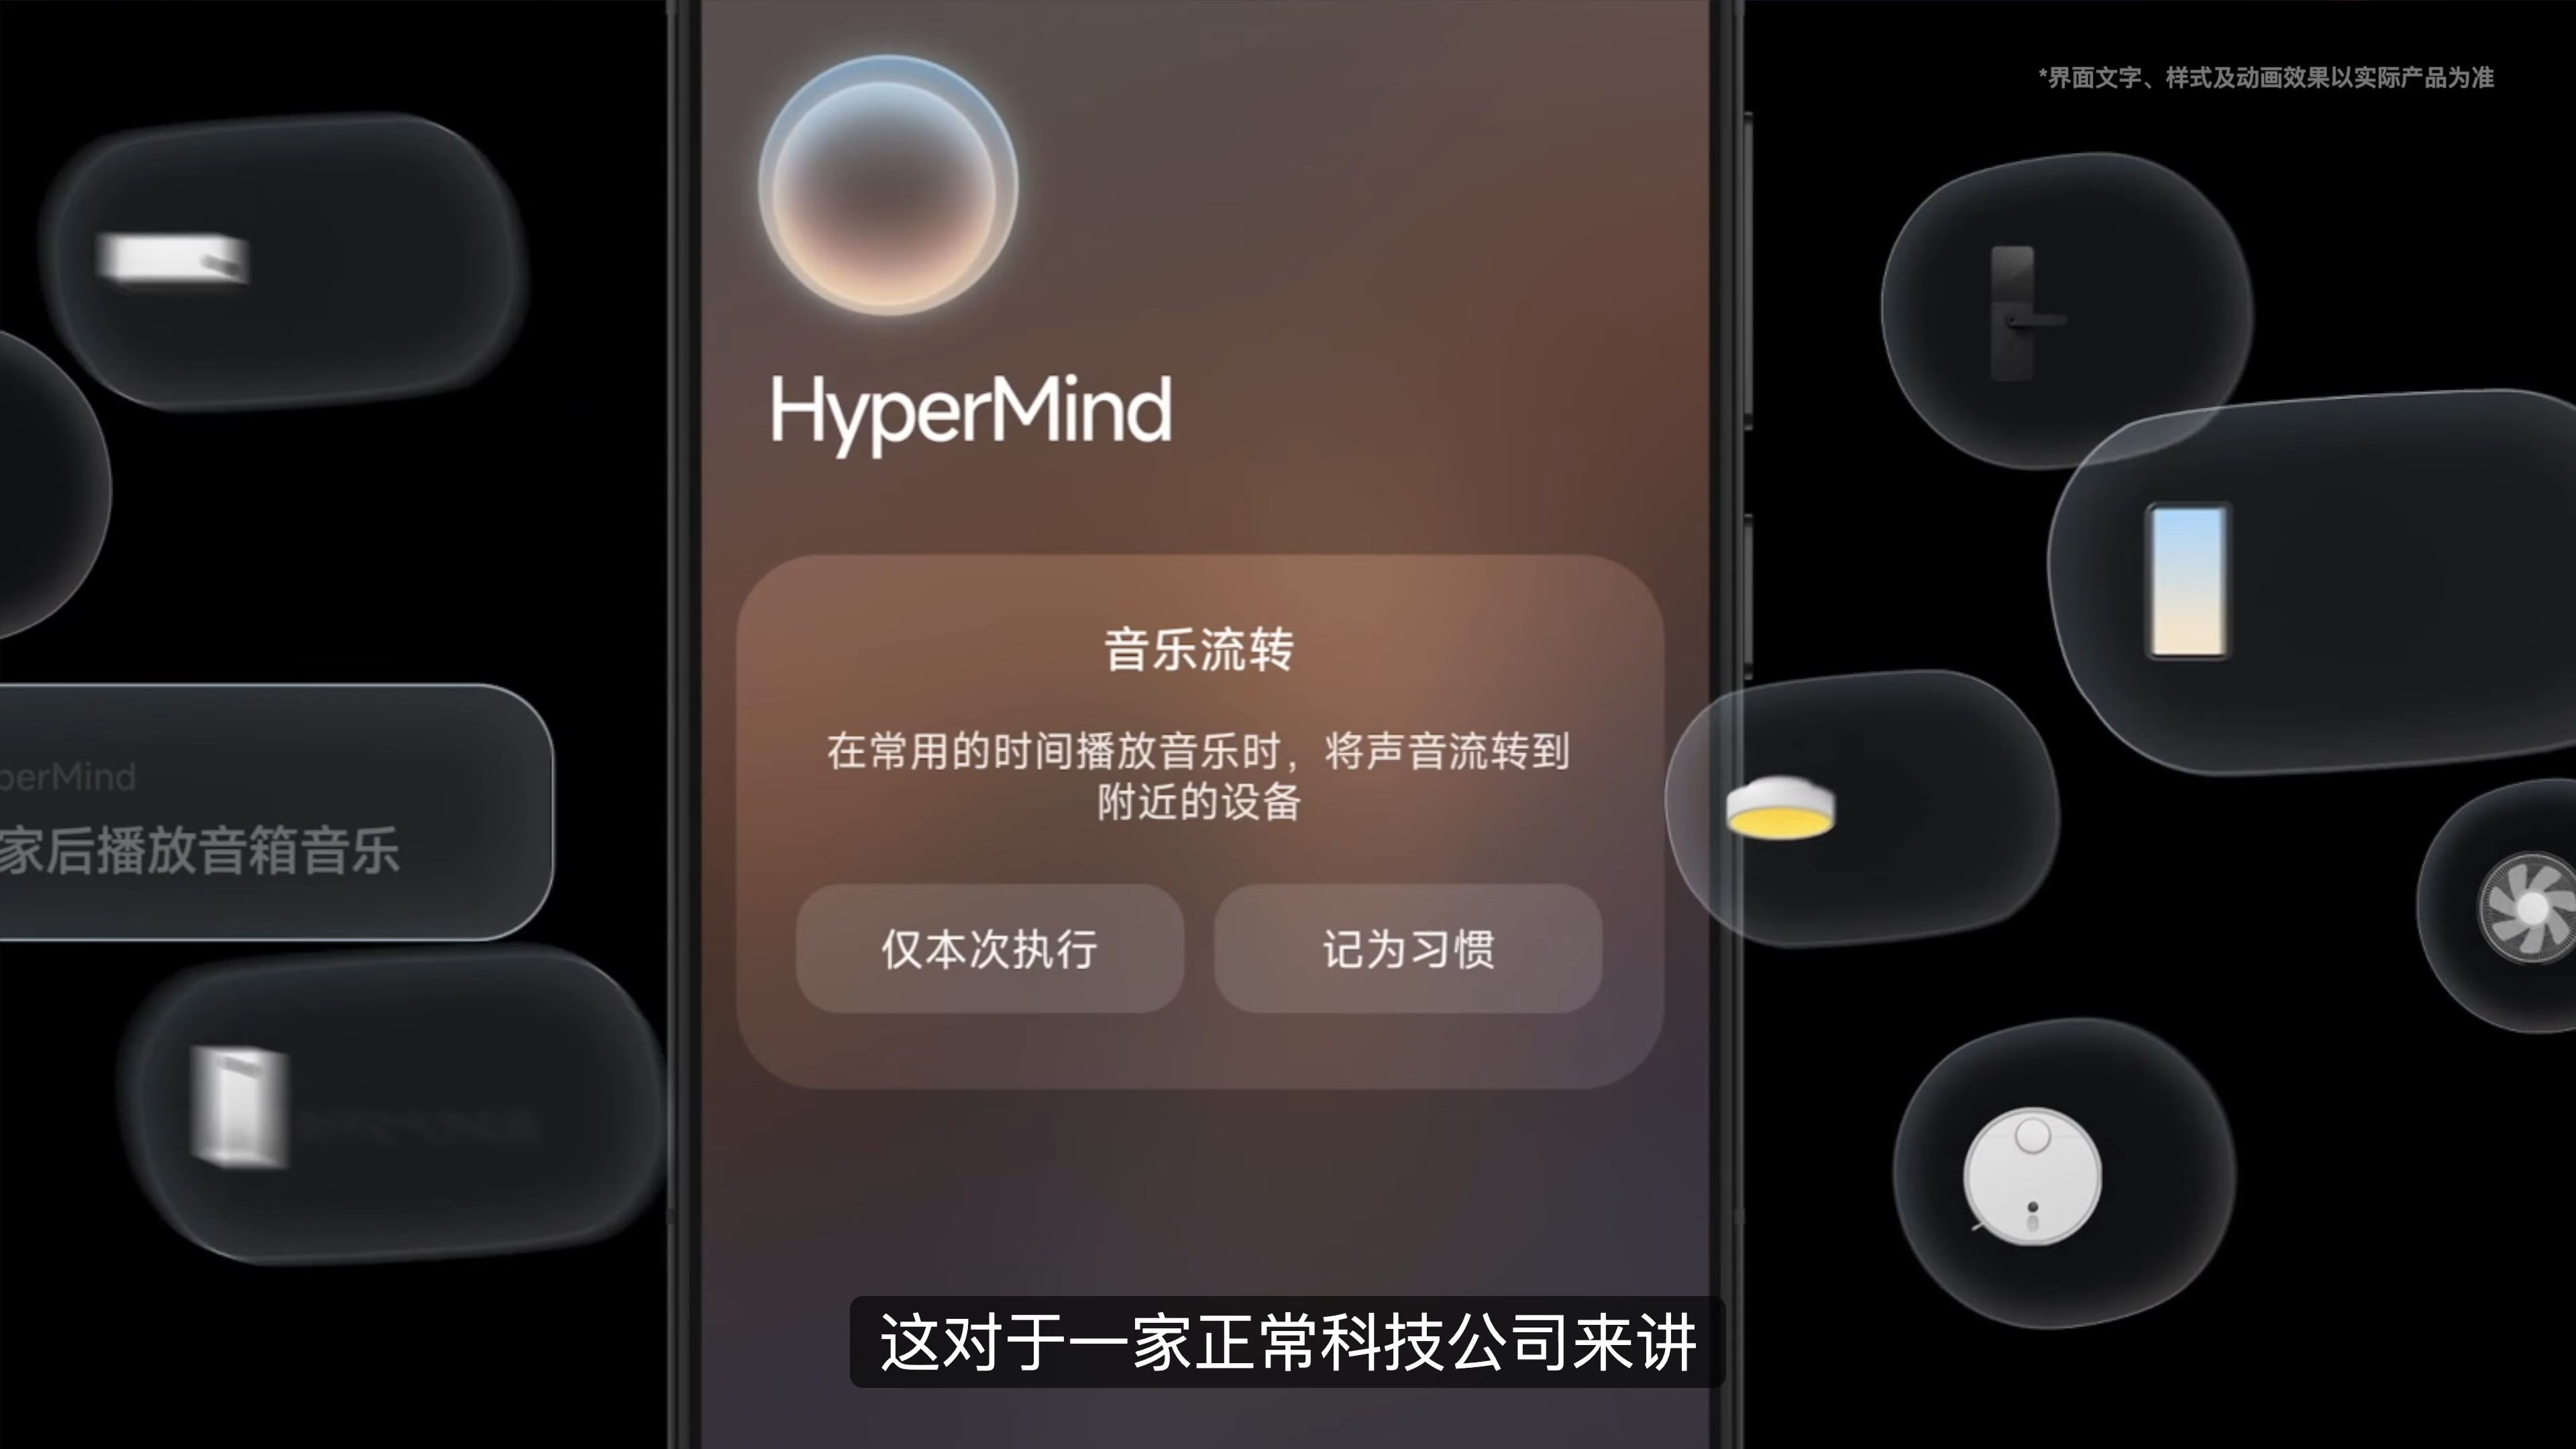 *界面文字、样式及动画效果以实际产品为准
HyperMind
音乐流转
在常用的时间播放音乐时，将声音流转到
附近的设备
仅本次执行
记为习惯
perMind
家后播放音箱音乐
这对于一家正常科技公司来讲